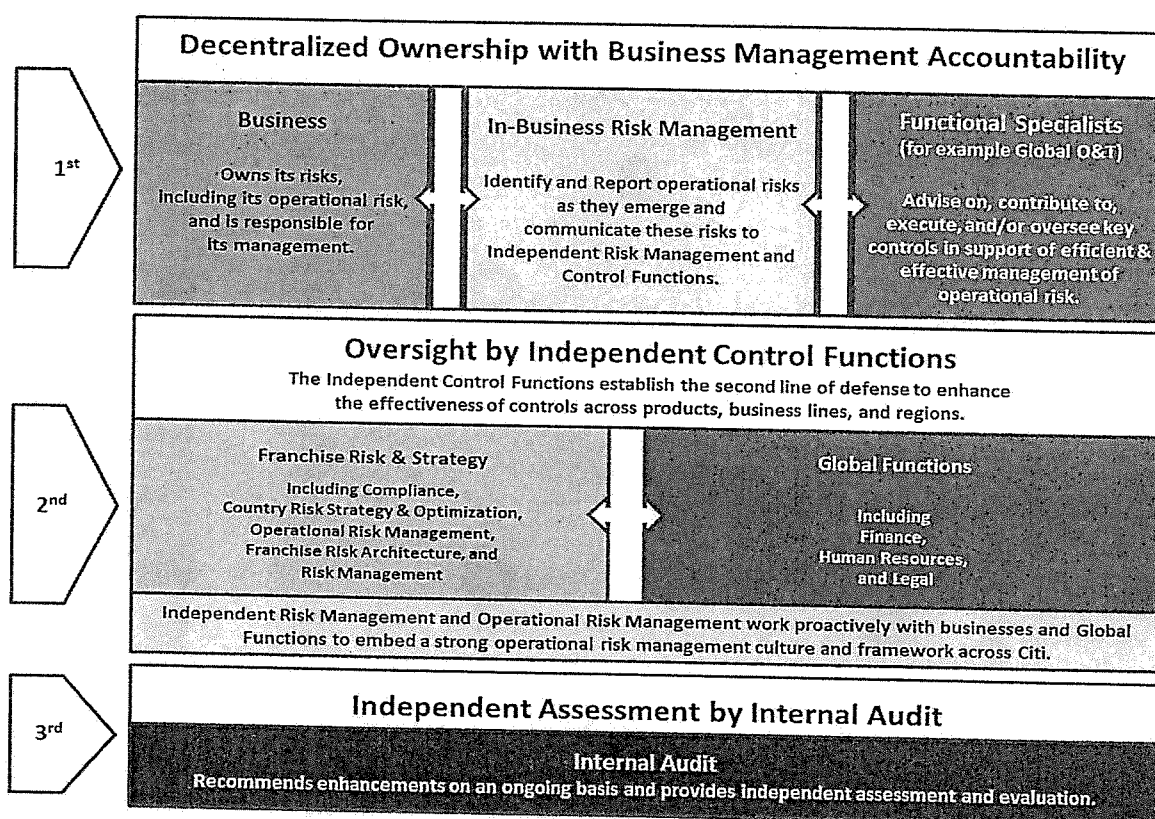 Decentralized Ownership with Business Management Accountability
1st
Business
Owns its risks,
Including its operational risk,
and is responsible for
its management.
In-Business Risk Management
Identify and Report operational risks
as they emerge and
communicate these risks to
Independent Risk Management and
Control Functions.
Functional Specialists
(for example Global O&T)
Advise on, contribute to,
execute, and/or oversee key
controls in support of efficient &
effective management of
operational risk.
Oversight by Independent Control Functions
The Independent Control Functions establish the second line of defense to enhance
the effectiveness of controls across products, business lines, and regions.
2nd
Franchise Risk & Strategy
Including Compliance,
Country Risk Strategy & Optimization,
Operational Risk Management,
Franchise Risk Architecture, and
Risk Management
Global Functions
Including
Finance,
Human Resources,
and Legal
Independent Risk Management and Operational Risk Management work proactively with businesses and Global
Functions to embed a strong operational risk management culture and framework across Citi.
3rd
Independent Assessment by Internal Audit
Internal Audit
Recommends enhancements on an ongoing basis and provides independent assessment and evaluation.